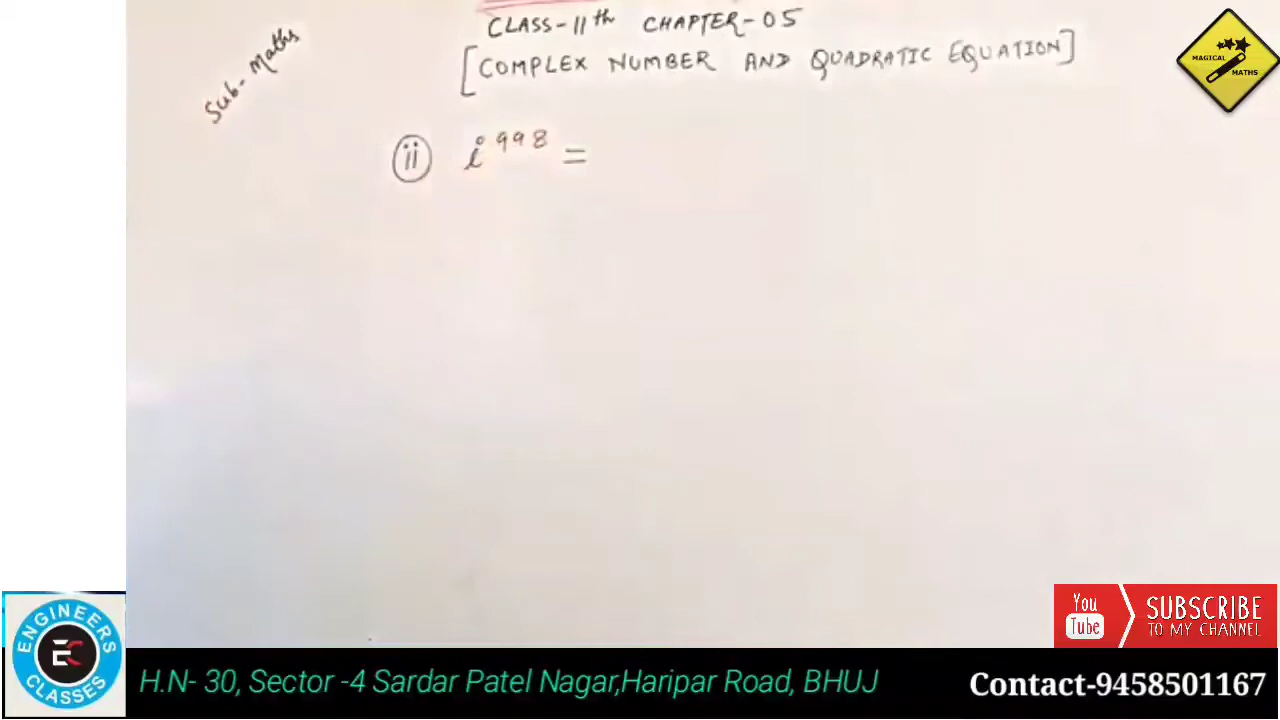 CLASS-11th CHAPTER-05
[COMPLEX NUMBER AND QUADRATIC EQUATION]
Sub- Maths
MAGICAL MATHS
ii i^998 =
ENGINEERS
EC
CLASSES
You Tube
SUBSCRIBE
TO MY CHANNEL
H.N- 30, Sector -4 Sardar Patel Nagar,Haripar Road, BHUJ
Contact-9458501167